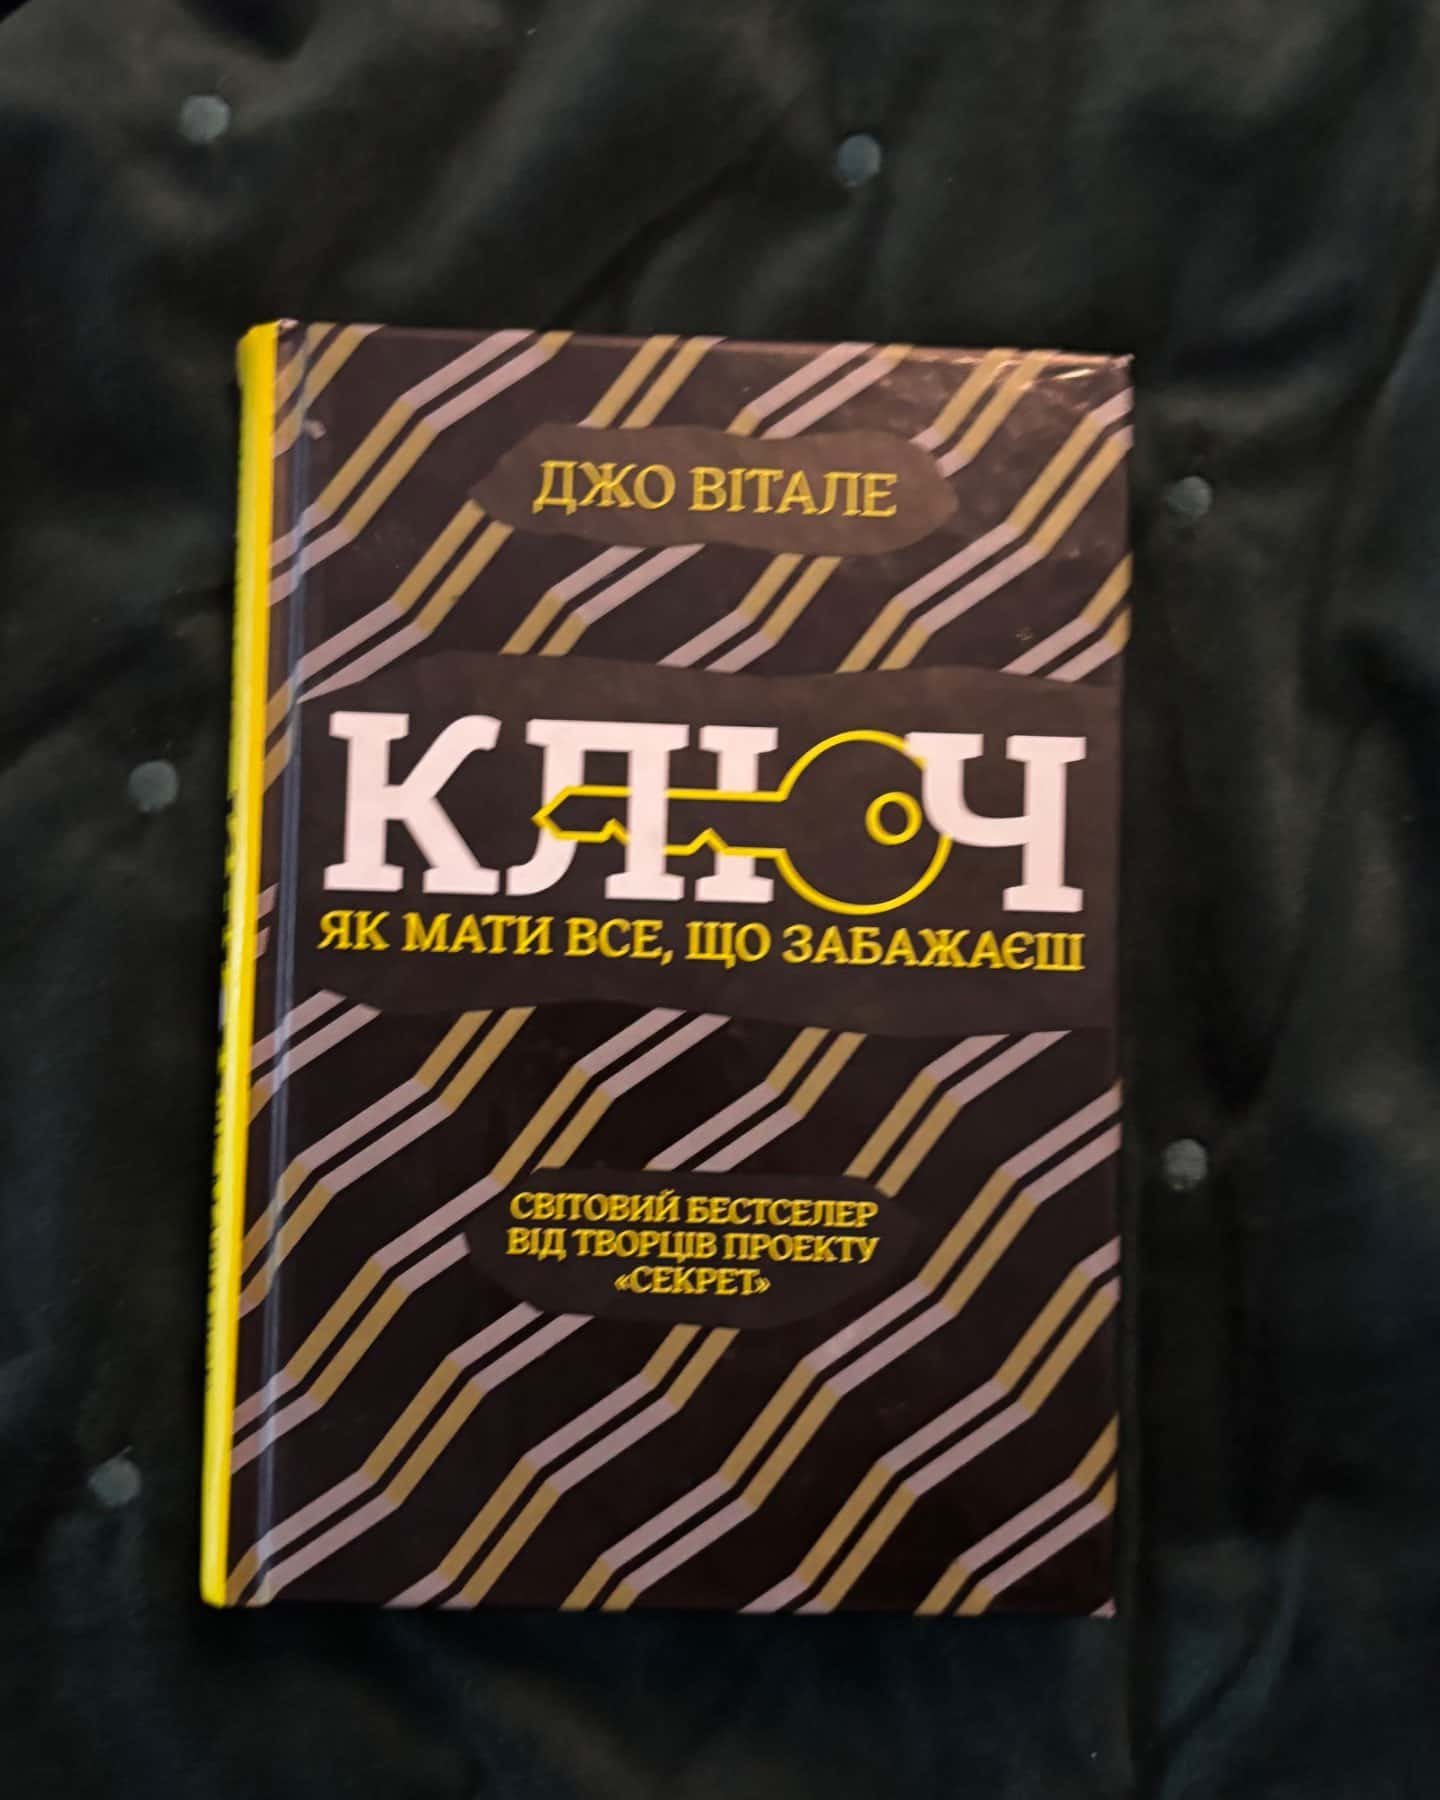 ДЖО ВІТАЛЕ
КЛЮЧ
ЯК МАТИ ВСЕ, ЩО ЗАБАЖАЄШ
СВІТОВИЙ БЕСТСЕЛЕР
ВІД ТВОРЦІВ ПРОЕКТУ
«СЕКРЕТ»